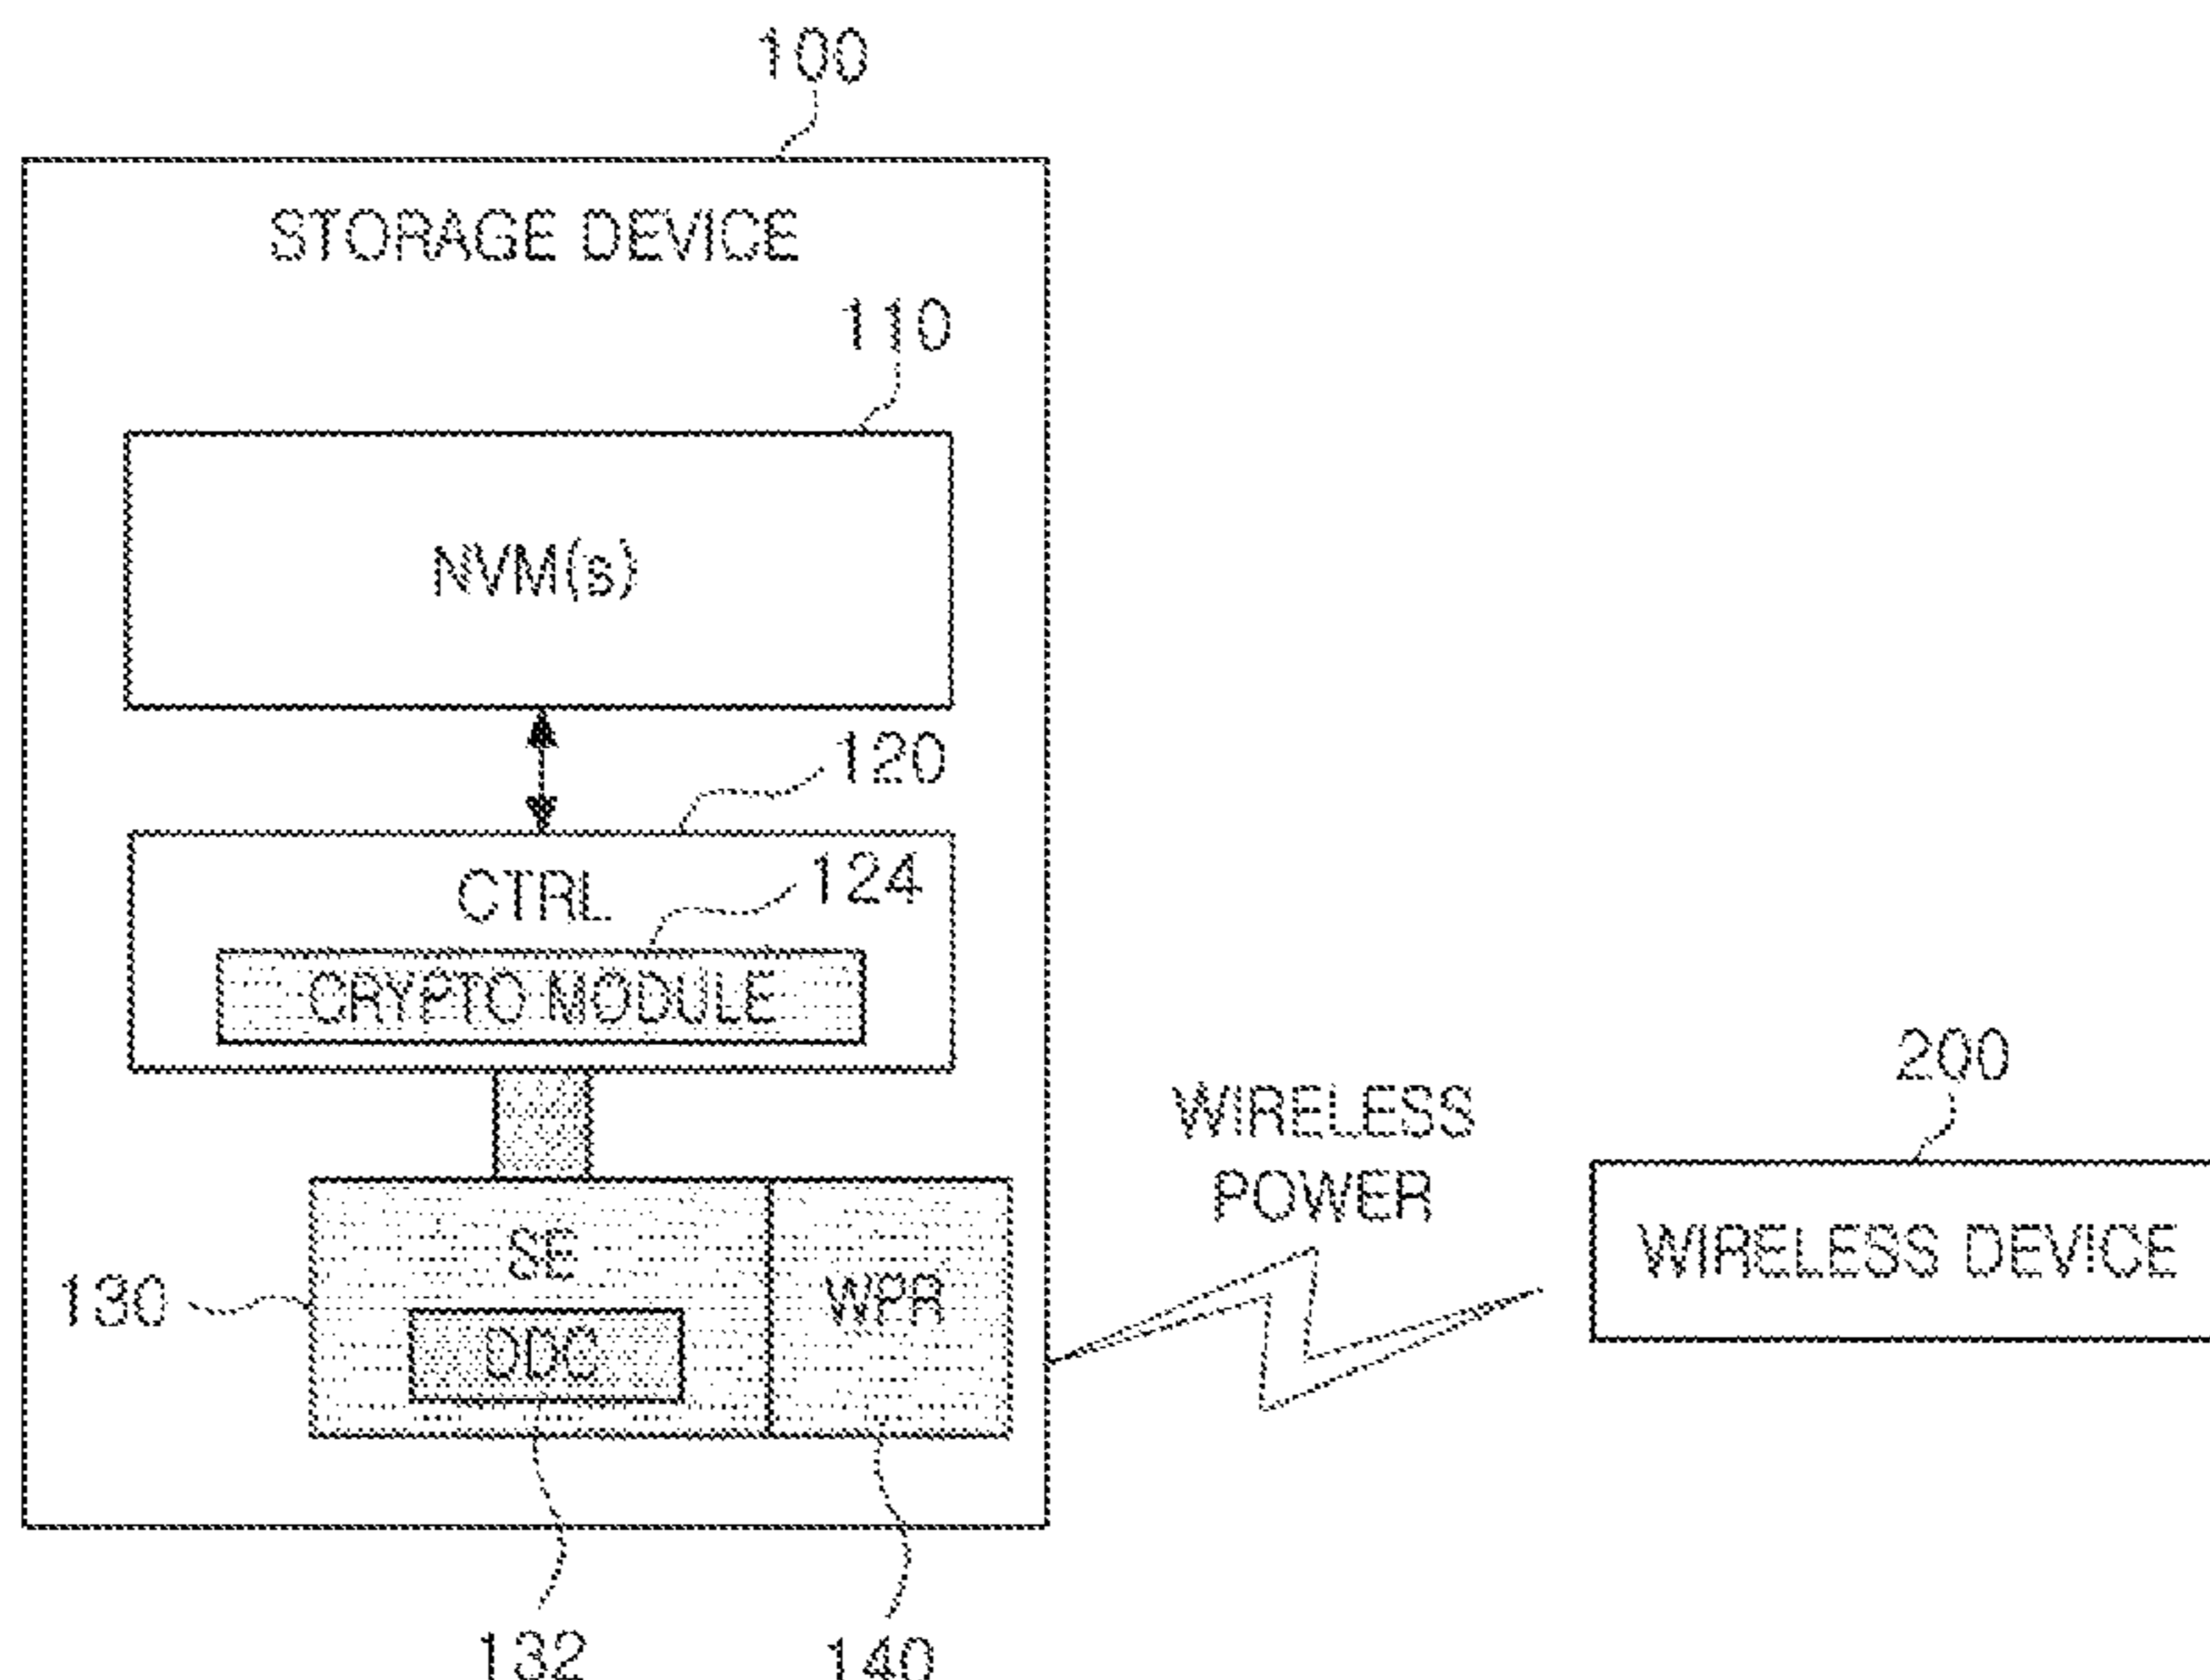 100
STORAGE DEVICE
110
NVM(s)
120
CTRL
124
CRYPTO MODULE
200
WIRELESS
POWER
WIRELESS DEVICE
SE
WPR
130
DDC
132
140